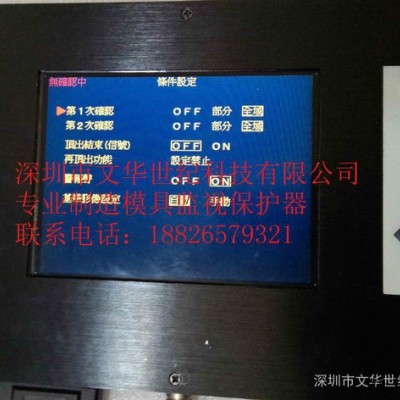 無確認中 條件設定
第1次確認 OFF 部分 全場
第2次確認 OFF 部分 全場
頂出結束(信號) OFF ON
再頂出功能 設定禁止
深圳市文华世纪科技有限公司
OFF ON
专业制造模具监视保护器
自動 手動
联系电话：18826579321
深圳市文华世纪